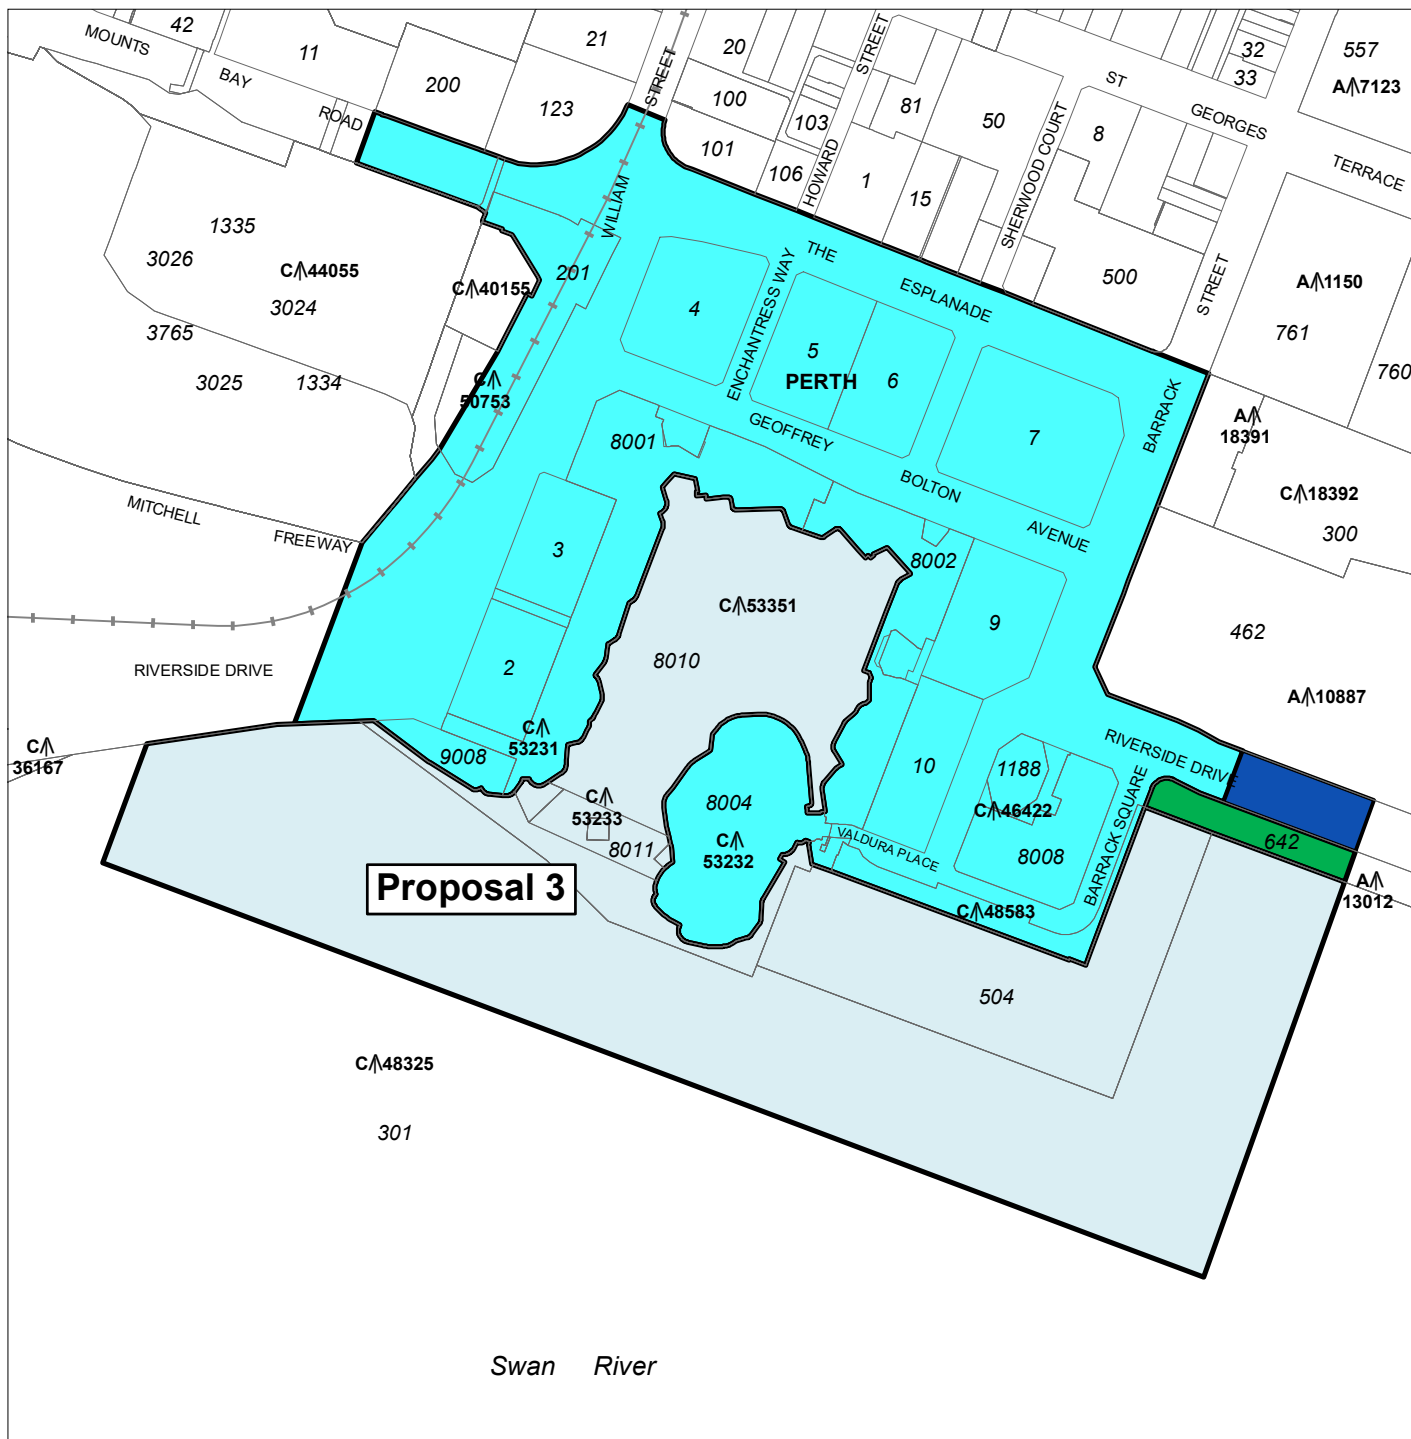 42
MOUNTS
11
BAY
ROAD
200
21
123
STREET
20
100
101
103
106
HOWARD
STREET
81
50
1
15
SHERWOOD COURT
8
ST
GEORGES
TERRACE
32
33
557
A 7123
500
STREET
A 1150
761
760
1335
3026
C 44055
3024
3765
3025
1334
C 40155
WILLIAM
201
C
50753
THE
ESPLANADE
4
ENCHANTRESS WAY
5
PERTH
6
GEOFFREY
BOLTON
AVENUE
7
BARRACK
A
18391
C 18392
300
8001
MITCHELL
FREEWAY
3
8002
C 53351
8010
9
462
RIVERSIDE DRIVE
2
A 10887
C
36167
C
53231
9008
RIVERSIDE DRIVE
10
1188
C 46422
8008
BARRACK SQUARE
C
53233
8011
8004
C
53232
VALDURA PLACE
642
A
13012
Proposal 3
C 48583
504
C 48325
301
Swan River